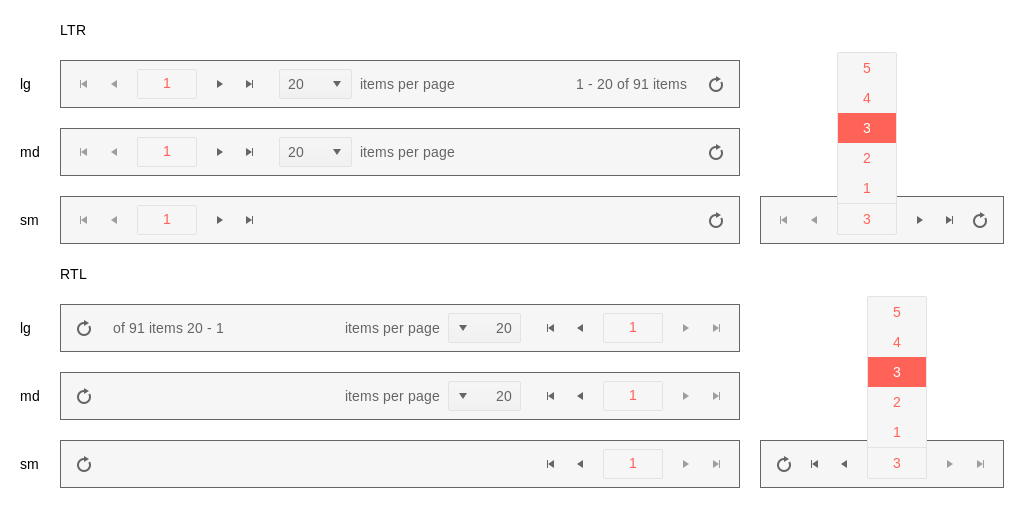 LTR
lg 1 20 items per page 1 - 20 of 91 items
md 1 20 items per page
sm 1
5
4
3
2
1
3
RTL
lg of 91 items 20 - 1 items per page 20 1
md items per page 20 1
sm 1
5
4
3
2
1
3